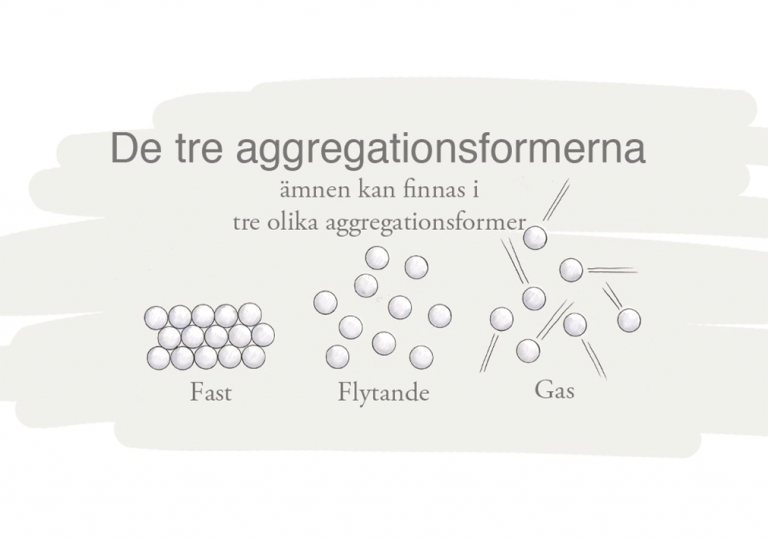 De tre aggregationsformerna
ämnen kan finnas i
tre olika aggregationsformer
Fast
Flytande
Gas